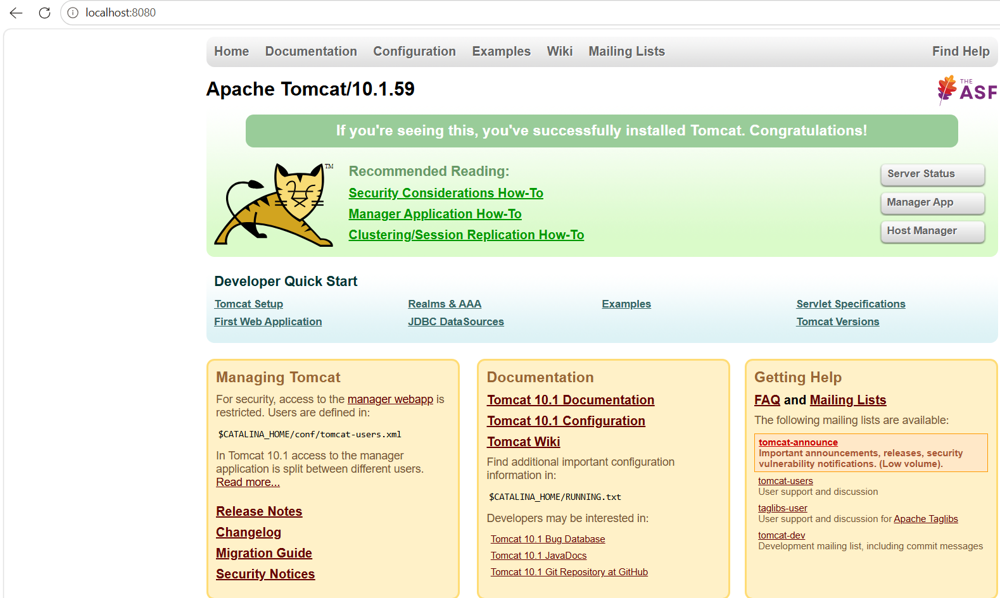 localhost:8080
Home Documentation Configuration Examples Wiki Mailing Lists Find Help
Apache Tomcat/10.1.59
THE
ASF
If you're seeing this, you've successfully installed Tomcat. Congratulations!
TM
Recommended Reading:
Security Considerations How-To
Manager Application How-To
Clustering/Session Replication How-To
Server Status
Manager App
Host Manager
Developer Quick Start
Tomcat Setup
First Web Application
Realms & AAA
JDBC DataSources
Examples
Servlet Specifications
Tomcat Versions
Managing Tomcat
For security, access to the manager webapp is
restricted. Users are defined in:
$CATALINA_HOME/conf/tomcat-users.xml
In Tomcat 10.1 access to the manager
application is split between different users.
Read more...
Release Notes
Changelog
Migration Guide
Security Notices
Documentation
Tomcat 10.1 Documentation
Tomcat 10.1 Configuration
Tomcat Wiki
Find additional important configuration
information in:
$CATALINA_HOME/RUNNING.txt
Developers may be interested in:
Tomcat 10.1 Bug Database
Tomcat 10.1 JavaDocs
Tomcat 10.1 Git Repository at GitHub
Getting Help
FAQ and Mailing Lists
The following mailing lists are available:
tomcat-announce
Important announcements, releases, security
vulnerability notifications. (Low volume).
tomcat-users
User support and discussion
taglibs-user
User support and discussion for Apache Taglibs
tomcat-dev
Development mailing list, including commit messages